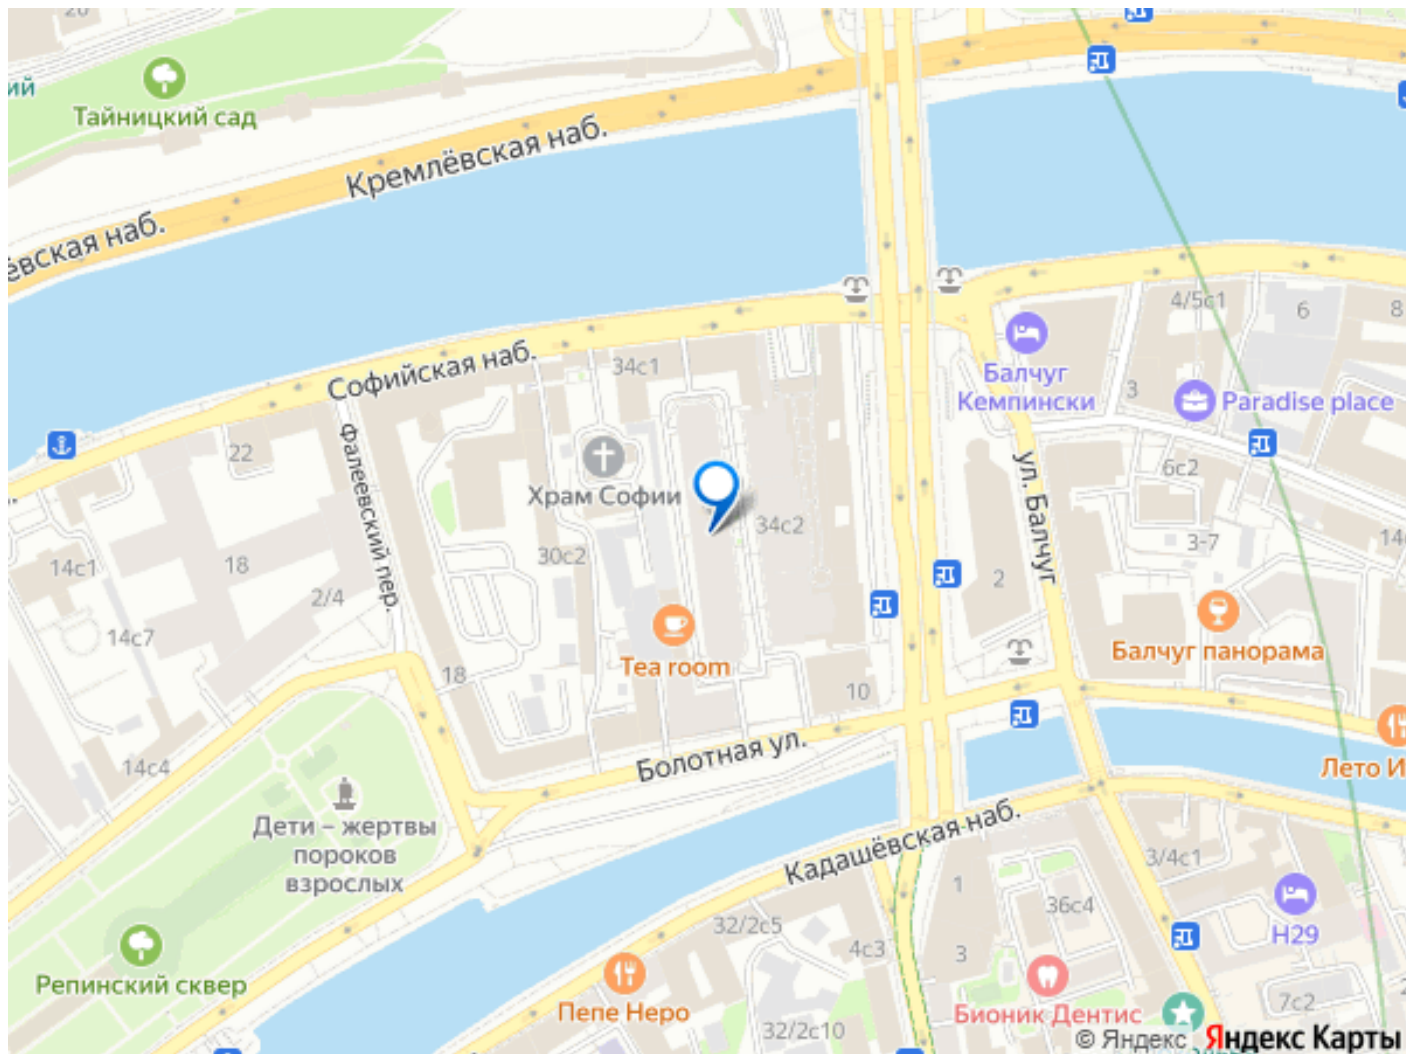 20
ий
Тайницкий сад
Кремлёвская наб.
ёвская наб.
Софийская наб.
34с1
4/5с1
6
8
Балчуг
Кемпински
3
Paradise place
22
Фалеевский пер.
Храм Софии
34с2
ул. Балчуг
6с2
3-7
14
14с1
18
30с2
2
2/4
14с7
Tea room
Балчуг панорама
18
10
14с4
Болотная ул.
Лето И
Дети – жертвы
пороков
взрослых
Кадашёвская наб.
3/4с1
1
36с4
32/2с5
4с3
3
Н29
Репинский сквер
Пепе Неро
Бионик Дентис
7с2
2
32/2с10
© Яндекс
Яндекс Карты